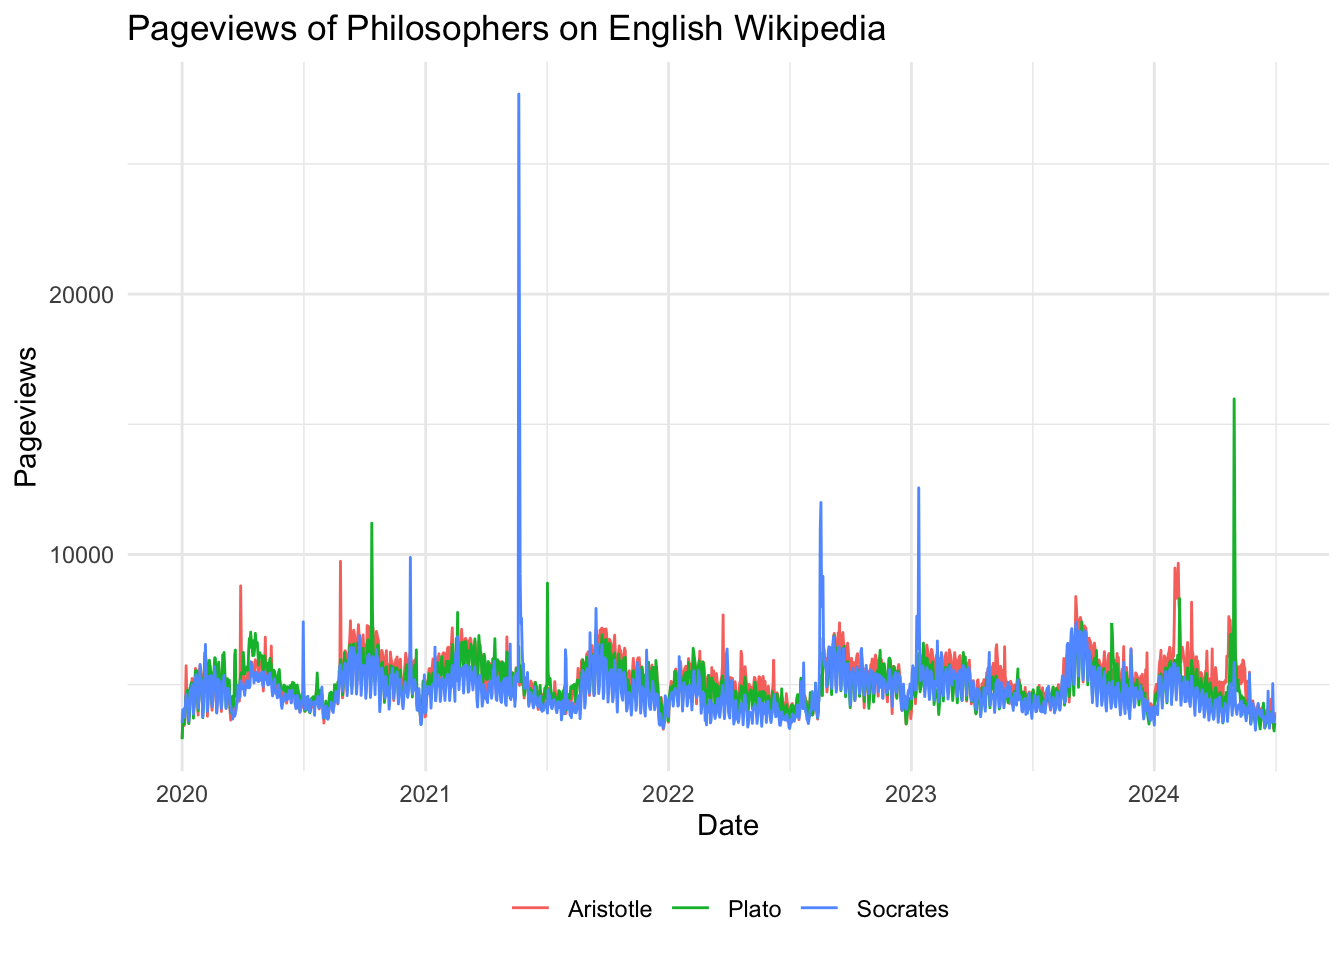 Pageviews of Philosophers on English Wikipedia
Pageviews
20000
10000
2020 2021 2022 2023 2024
Date
Aristotle Plato Socrates